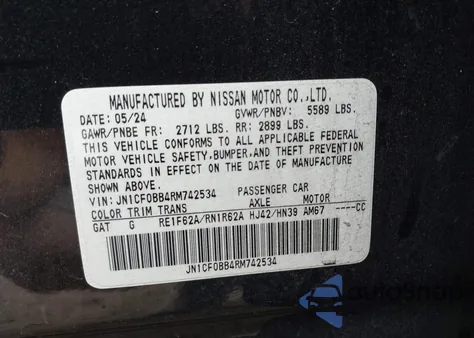 MANUFACTURED BY NISSAN MOTOR CO.,LTD.
DATE: 05/24 GVWR/PNBV: 5589 LBS.
GAWR/PNBE FR: 2712 LBS. RR: 2899 LBS.
THIS VEHICLE CONFORMS TO ALL APPLICABLE FEDERAL
MOTOR VEHICLE SAFETY,BUMPER,AND THEFT PREVENTION
STANDARDS IN EFFECT ON THE DATE OF MANUFACTURE
SHOWN ABOVE.
VIN: JN1CF0BB4RM742534 PASSENGER CAR
COLOR TRIM TRANS AXLE MOTOR
GAT G RE1F62A/RN1R62A HJ42/HN39 AM67 ----CC
JN1CF0BB4RM742534
autosnap